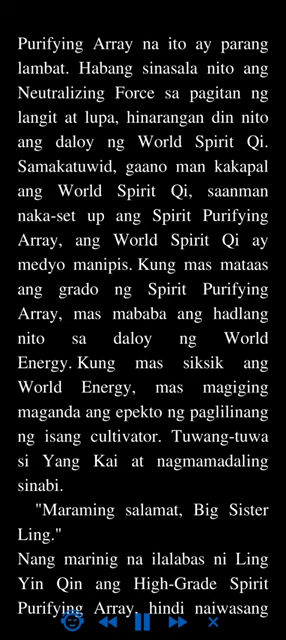 Purifying Array na ito ay parang
lambat. Habang sinasala nito ang
Neutralizing Force sa pagitan ng
langit at lupa, hinarangan din nito
ang daloy ng World Spirit Qi.
Samakatuwid, gaano man kakapal
ang World Spirit Qi, saanman
naka-set up ang Spirit Purifying
Array, ang World Spirit Qi ay
medyo manipis. Kung mas mataas
ang grado ng Spirit Purifying
Array, mas mababa ang hadlang
nito sa daloy ng World
Energy. Kung mas siksik ang
World Energy, mas magiging
maganda ang epekto ng paglilinang
ng isang cultivator. Tuwang-tuwa
si Yang Kai at nagmamadaling
sinabi.
"Maraming salamat, Big Sister
Ling."
Nang marinig na ilalabas ni Ling
Yin Qin ang High-Grade Spirit
Purifying Array, hindi naiwasang